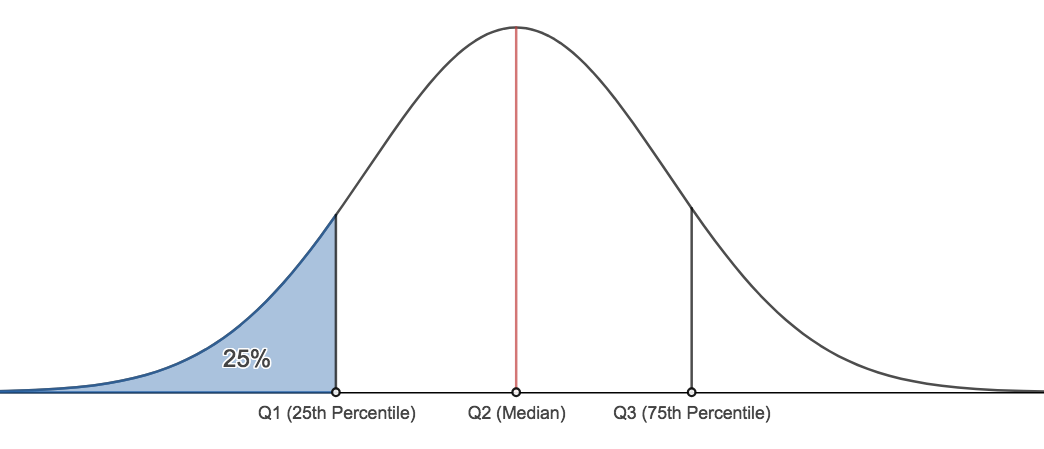 25%
Q1 (25th Percentile)
Q2 (Median)
Q3 (75th Percentile)